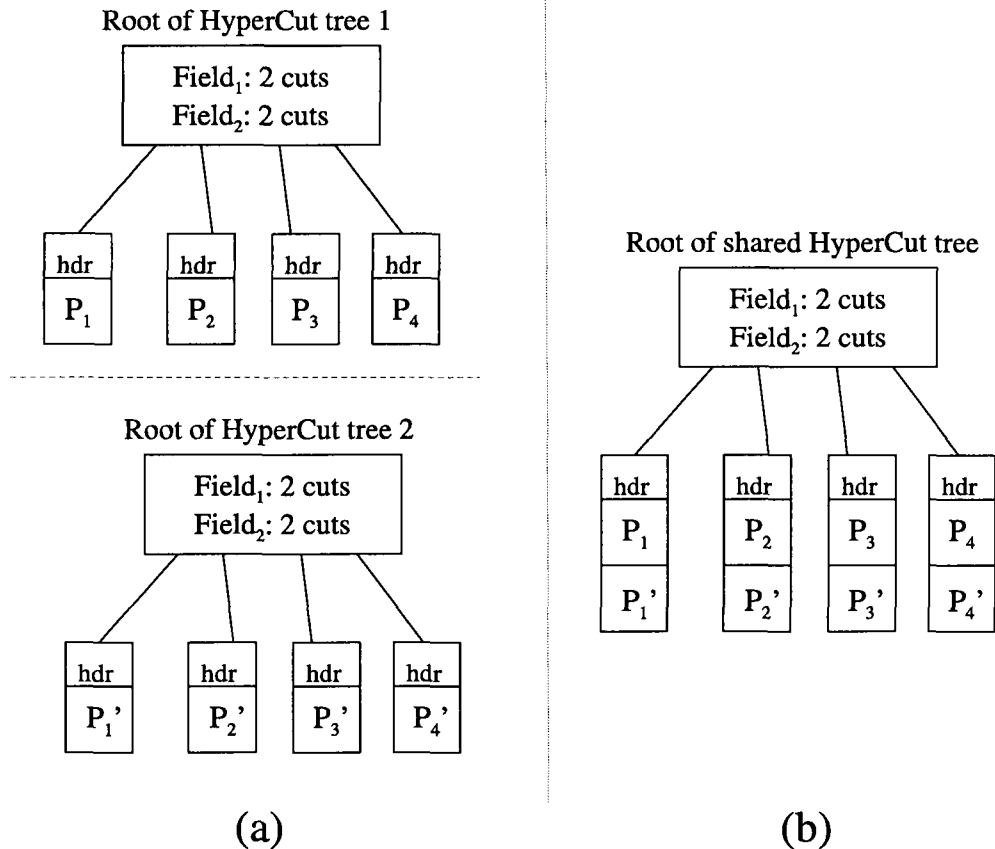 Root of HyperCut tree 1
Field₁: 2 cuts
Field₂: 2 cuts
hdr hdr hdr hdr
P₁ P₂ P₃ P₄
Root of HyperCut tree 2
Field₁: 2 cuts
Field₂: 2 cuts
hdr hdr hdr hdr
P₁’ P₂’ P₃’ P₄’
(a)
Root of shared HyperCut tree
Field₁: 2 cuts
Field₂: 2 cuts
hdr hdr hdr hdr
P₁ P₂ P₃ P₄
P₁’ P₂’ P₃’ P₄’
(b)